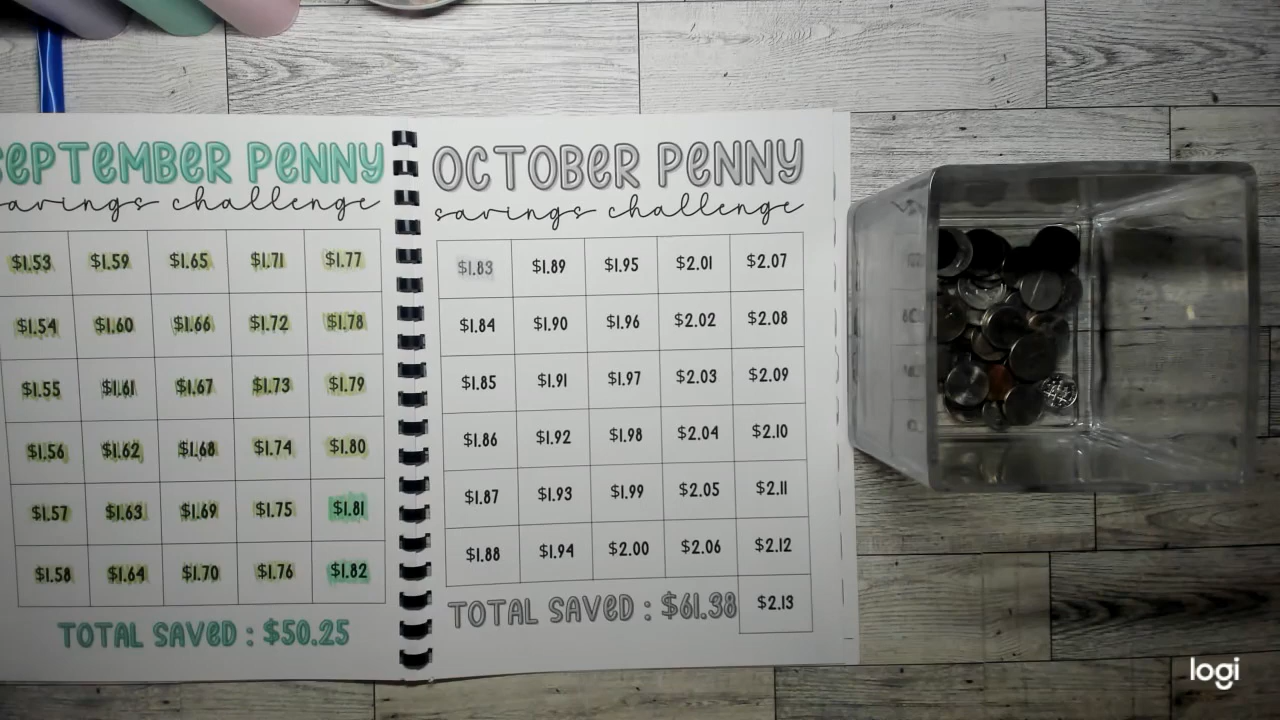 SEPTEMBER PENNY
savings challenge
$1.53 $1.59 $1.65 $1.71 $1.77
$1.54 $1.60 $1.66 $1.72 $1.78
$1.55 $1.61 $1.67 $1.73 $1.79
$1.56 $1.62 $1.68 $1.74 $1.80
$1.57 $1.63 $1.69 $1.75 $1.81
$1.58 $1.64 $1.70 $1.76 $1.82
TOTAL SAVED : $50.25
OCTOBER PENNY
savings challenge
$1.83 $1.89 $1.95 $2.01 $2.07
$1.84 $1.90 $1.96 $2.02 $2.08
$1.85 $1.91 $1.97 $2.03 $2.09
$1.86 $1.92 $1.98 $2.04 $2.10
$1.87 $1.93 $1.99 $2.05 $2.11
$1.88 $1.94 $2.00 $2.06 $2.12
TOTAL SAVED : $61.38 $2.13
logi